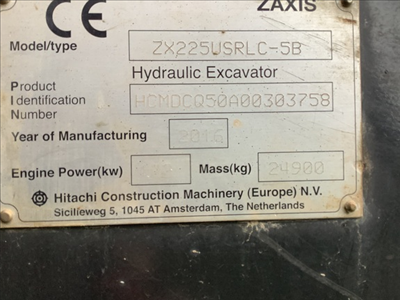 CE ZAXIS
Model/type ZX225USRLC-5B
Hydraulic Excavator
Product
Identification HCMDCQ50A00303758
Number
Year of Manufacturing 2016
Engine Power(kw) Mass(kg) 24900
Hitachi Construction Machinery (Europe) N.V.
Sicilieweg 5, 1045 AT Amsterdam, The Netherlands